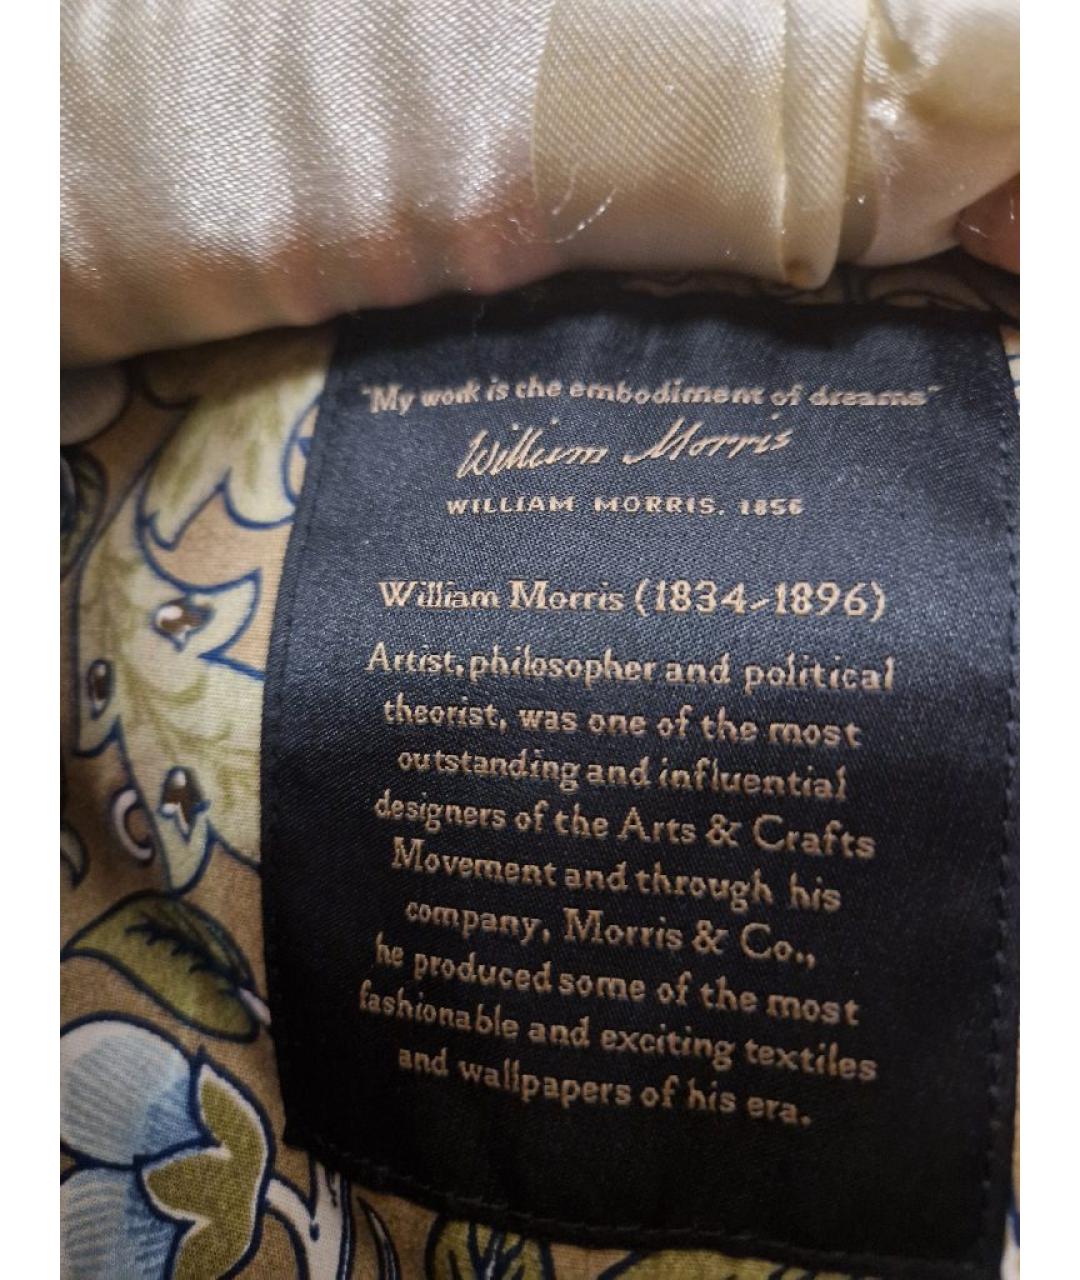 "My work is the embodiment of dreams"
William Morris
WILLIAM MORRIS. 1856
William Morris (1834-1896)
Artist, philosopher and political
theorist, was one of the most
outstanding and influential
designers of the Arts & Crafts
Movement and through his
company, Morris & Co.,
he produced some of the most
fashionable and exciting textiles
and wallpapers of his era.